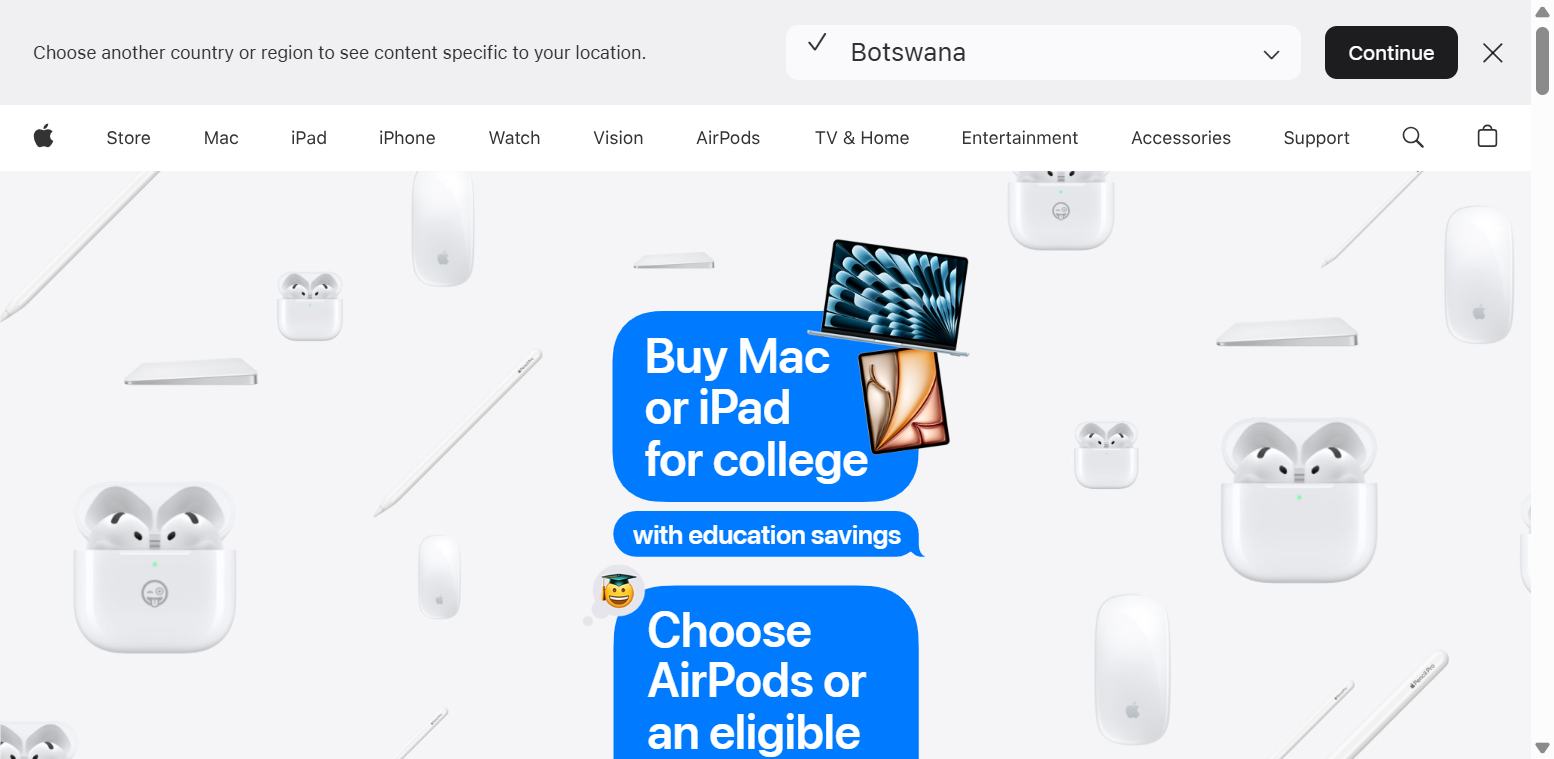 Choose another country or region to see content specific to your location.
Botswana
Continue
Store
Mac
iPad
iPhone
Watch
Vision
AirPods
TV & Home
Entertainment
Accessories
Support
Buy Mac
or iPad
for college
with education savings
Choose
AirPods or
an eligible
Pencil Pro